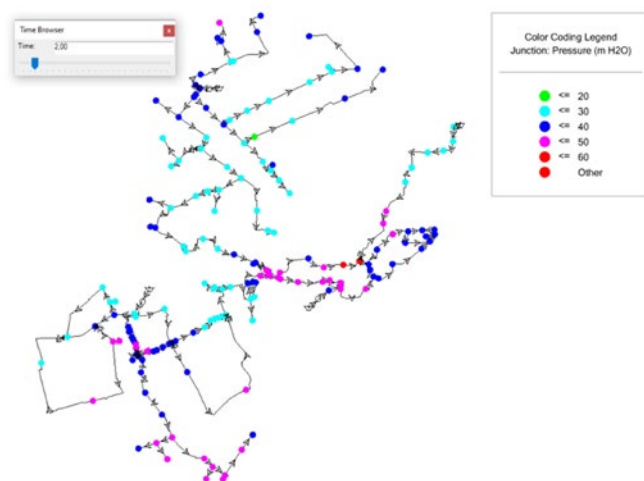 Time Browser
x
Time: 2,00
Color Coding Legend
Junction: Pressure (m H2O)
<= 20
<= 30
<= 40
<= 50
<= 60
Other